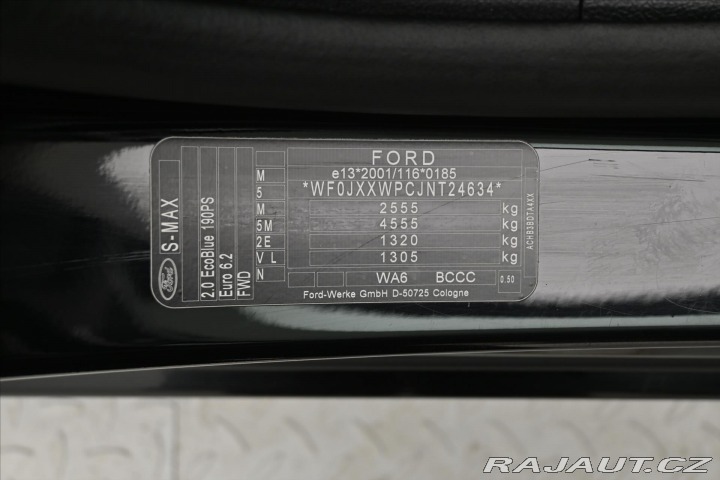 FORD
e13*2001/116*0185
*WF0JXXWPCJNT24634*
2555 kg
4555 kg
1320 kg
1305 kg
WA6 BCCC 0.50
Ford-Werke GmbH D-50725 Cologne
M
5
M
5M
2E
V L
N
Ford
S-MAX
2.0 EcoBlue 190PS
Euro 6.2
FWD
ACHB3BDTA4XX
RAJAUT.CZ